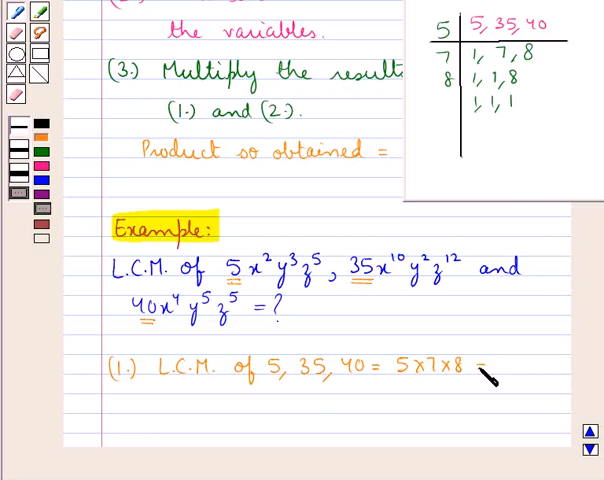 the variables.
(3.) Multiply the result
(1.) and (2.).
Product so obtained =
5 5, 35, 40
7 1, 7, 8
8 1, 1, 8
1, 1, 1
Example:
L.C.M. of 5x²y³z⁵, 35x¹⁰y²z¹² and
40x⁴y⁵z⁵ = ?
(1.) L.C.M. of 5, 35, 40 = 5×7×8 =